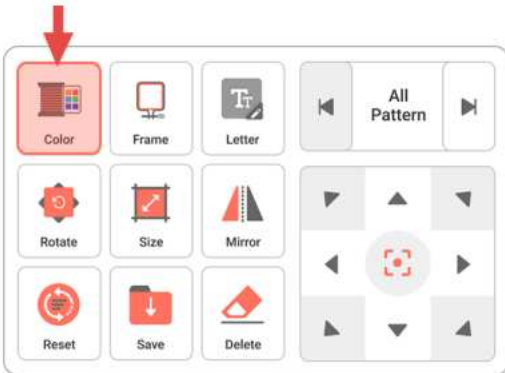 Color
Frame
Letter
All
Pattern
Rotate
Size
Mirror
Reset
Save
Delete